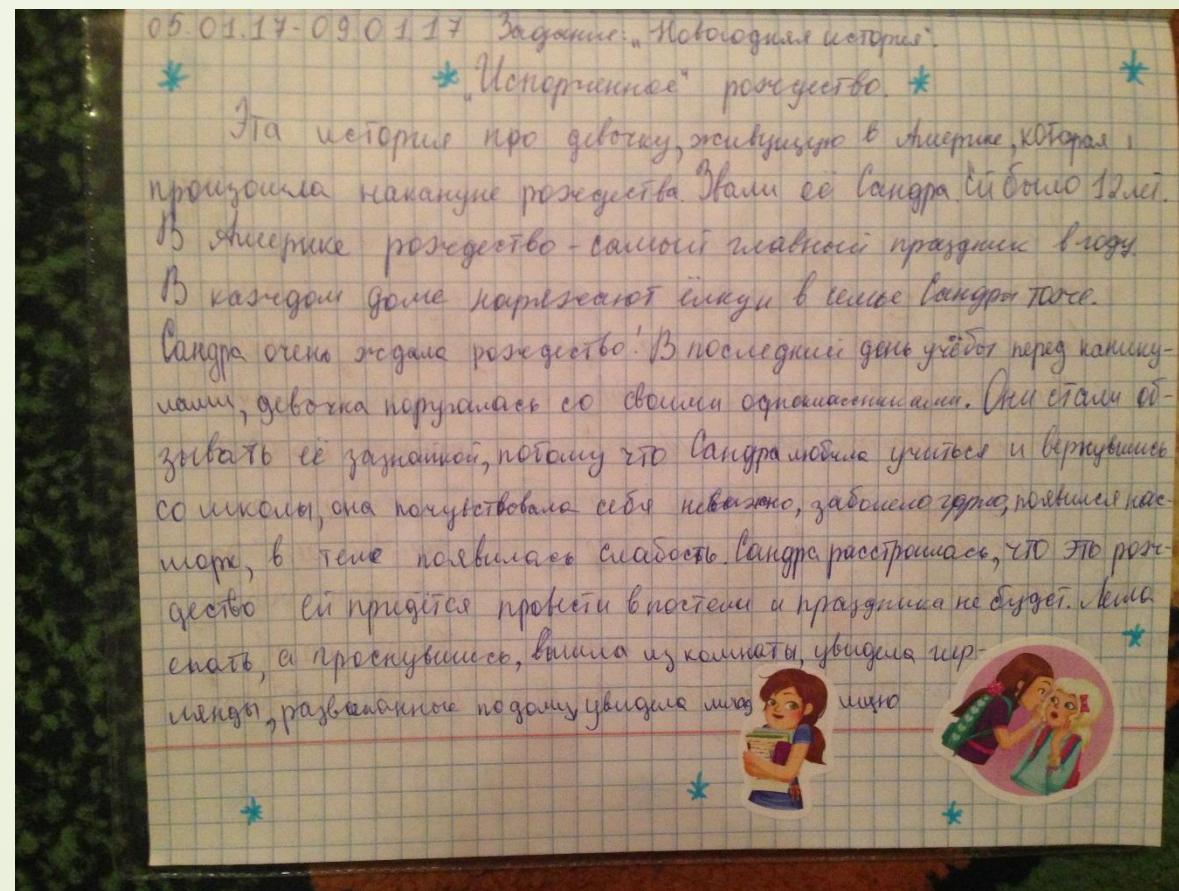 05.01.17-09.01.17 Задание: „Новогодняя история".
„Испорченное" рождество.
Эта история про девочку, живущую в Америке, которая
произошла накануне рождества. Звали её Сандра. Ей было 12 лет.
В Америке рождество - самый главный праздник в году.
В каждом доме наряжают ёлку и в семье Сандры тоже.
Сандра очень ждала рождество! В последний день учёбы перед канику-
лами, девочка поругалась со своими одноклассниками. Они стали об-
зывать её зазнайкой, потому что Сандра любила учиться и вернувшись
со школы, она почувствовала себя неважно, заболело горло, появился нас-
морк, в теле появилась слабость. Сандра расстроилась, что это рож-
дество ей придётся провести в постели и праздника не будет. Легла
спать, а проснувшись, вышла из комнаты, увидела гир-
лянды, развешанные по дому, увидела млад